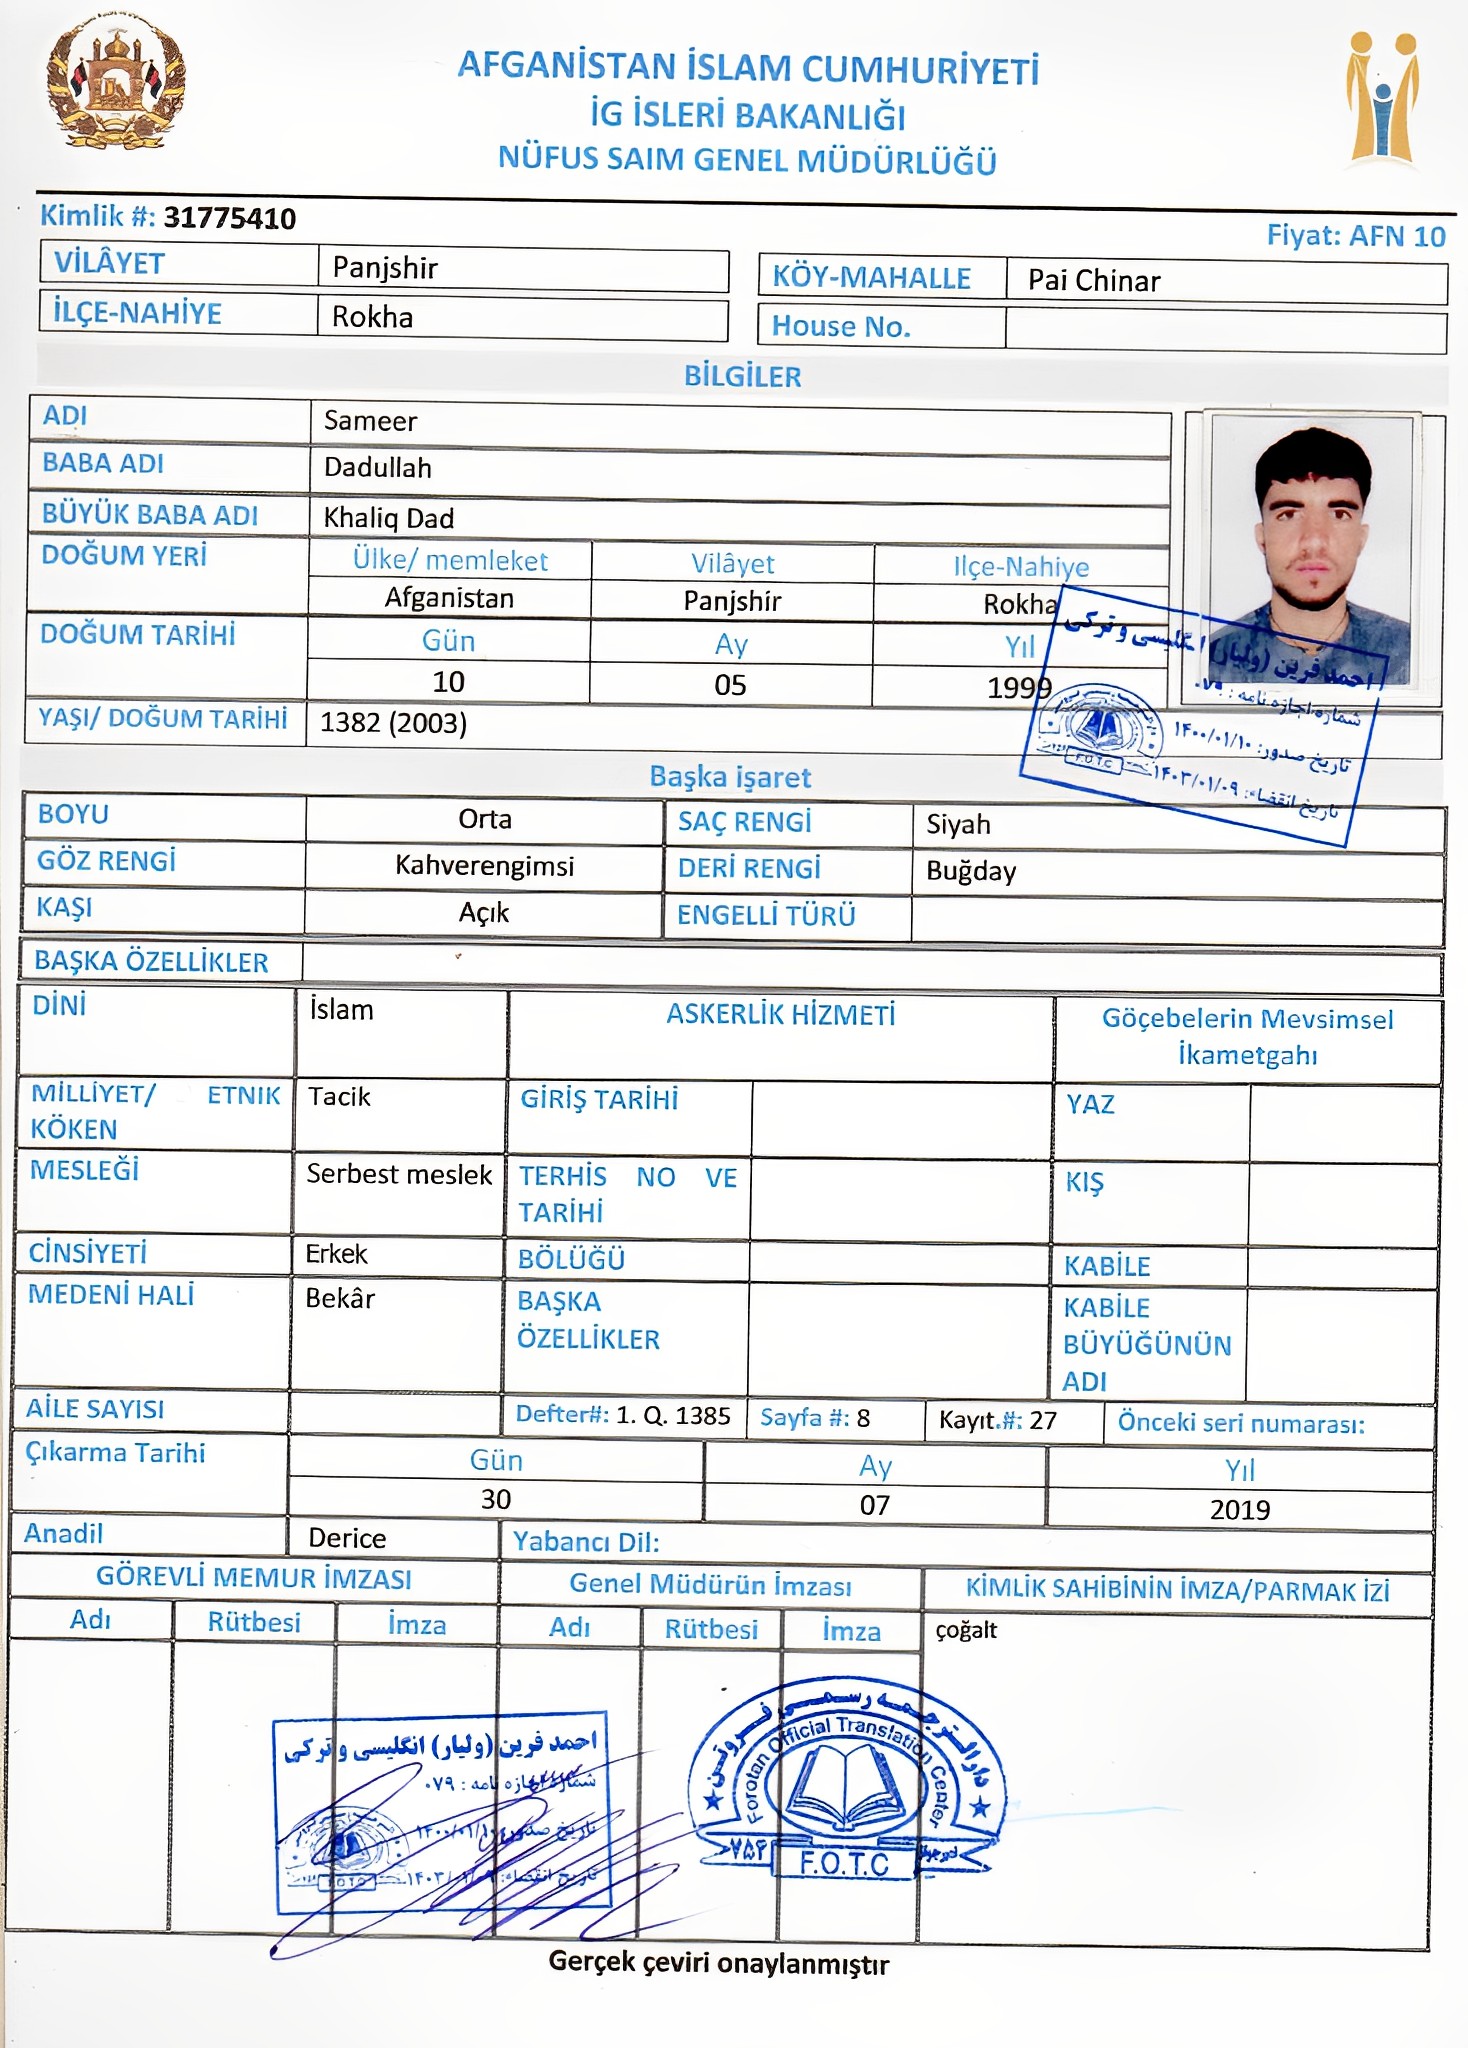 AFGANİSTAN İSLAM CUMHURİYETİ
İG İSLERİ BAKANLIĞI
NÜFUS SAIM GENEL MÜDÜRLÜĞÜ
Kimlik #: 31775410
Fiyat: AFN 10
VİLÂYET Panjshir KÖY-MAHALLE Pai Chinar
İLÇE-NAHİYE Rokha House No.
BİLGİLER
ADI Sameer
BABA ADI Dadullah
BÜYÜK BABA ADI Khaliq Dad
DOĞUM YERİ Ülke/ memleket Vilâyet Ilçe-Nahiye
Afganistan Panjshir Rokha
DOĞUM TARİHİ Gün Ay Yıl
10 05 1999
YAŞI/ DOĞUM TARİHİ 1382 (2003)
احمد فرین (ولیار) انگلیسی و ترکی
شماره اجازه نامه : ۰۷۹
تاریخ صدور: ۱۴۰۰/۰۱/۱۰
تاریخ انقضاء: ۱۴۰۳/۰۱/۰۹
F.O.T.C
Başka işaret
BOYU Orta SAÇ RENGİ Siyah
GÖZ RENGİ Kahverengimsi DERİ RENGİ Buğday
KAŞI Açık ENGELLİ TÜRÜ
BAŞKA ÖZELLİKLER
DİNİ İslam ASKERLİK HİZMETİ Göçebelerin Mevsimsel
İkametgahı
MİLLİYET/ ETNIK Tacik GİRİŞ TARİHİ YAZ
KÖKEN
MESLEĞİ Serbest meslek TERHİS NO VE KIŞ
TARİHİ
CİNSİYETİ Erkek BÖLÜĞÜ KABİLE
MEDENİ HALİ Bekâr BAŞKA KABİLE
ÖZELLİKLER BÜYÜĞÜNÜN
ADI
AİLE SAYISI Defter#: 1. Q. 1385 Sayfa #: 8 Kayıt.#: 27 Önceki seri numarası:
Çıkarma Tarihi Gün Ay Yıl
30 07 2019
Anadil Derice Yabancı Dil:
GÖREVLİ MEMUR İMZASI Genel Müdürün İmzası KİMLİK SAHİBİNİN İMZA/PARMAK İZİ
Adı Rütbesi İmza Adı Rütbesi İmza çoğalt
احمد فرین (ولیار) انگلیسی و ترکی
شماره اجازه نامه : ۰۷۹
تاریخ صدور: ۱۴۰۰/۰۱/۱۰
تاریخ انقضاء: ۱۴۰۳/۰۱/۰۹
دارالترجمه رسمی فروتن
Forotan Official Translation Center
۷۵۴
F.O.T.C
Gerçek çeviri onaylanmıştır